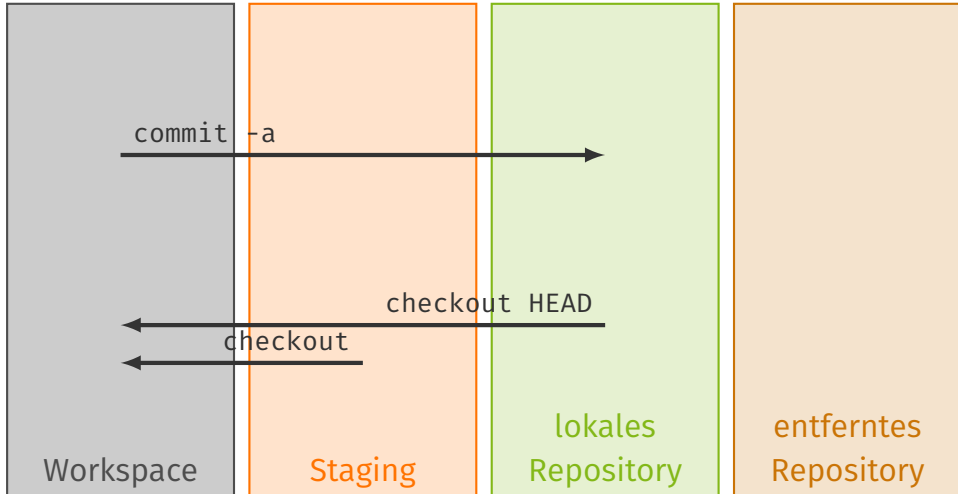 commit -a
checkout HEAD
checkout
Workspace
Staging
lokales
Repository
entferntes
Repository